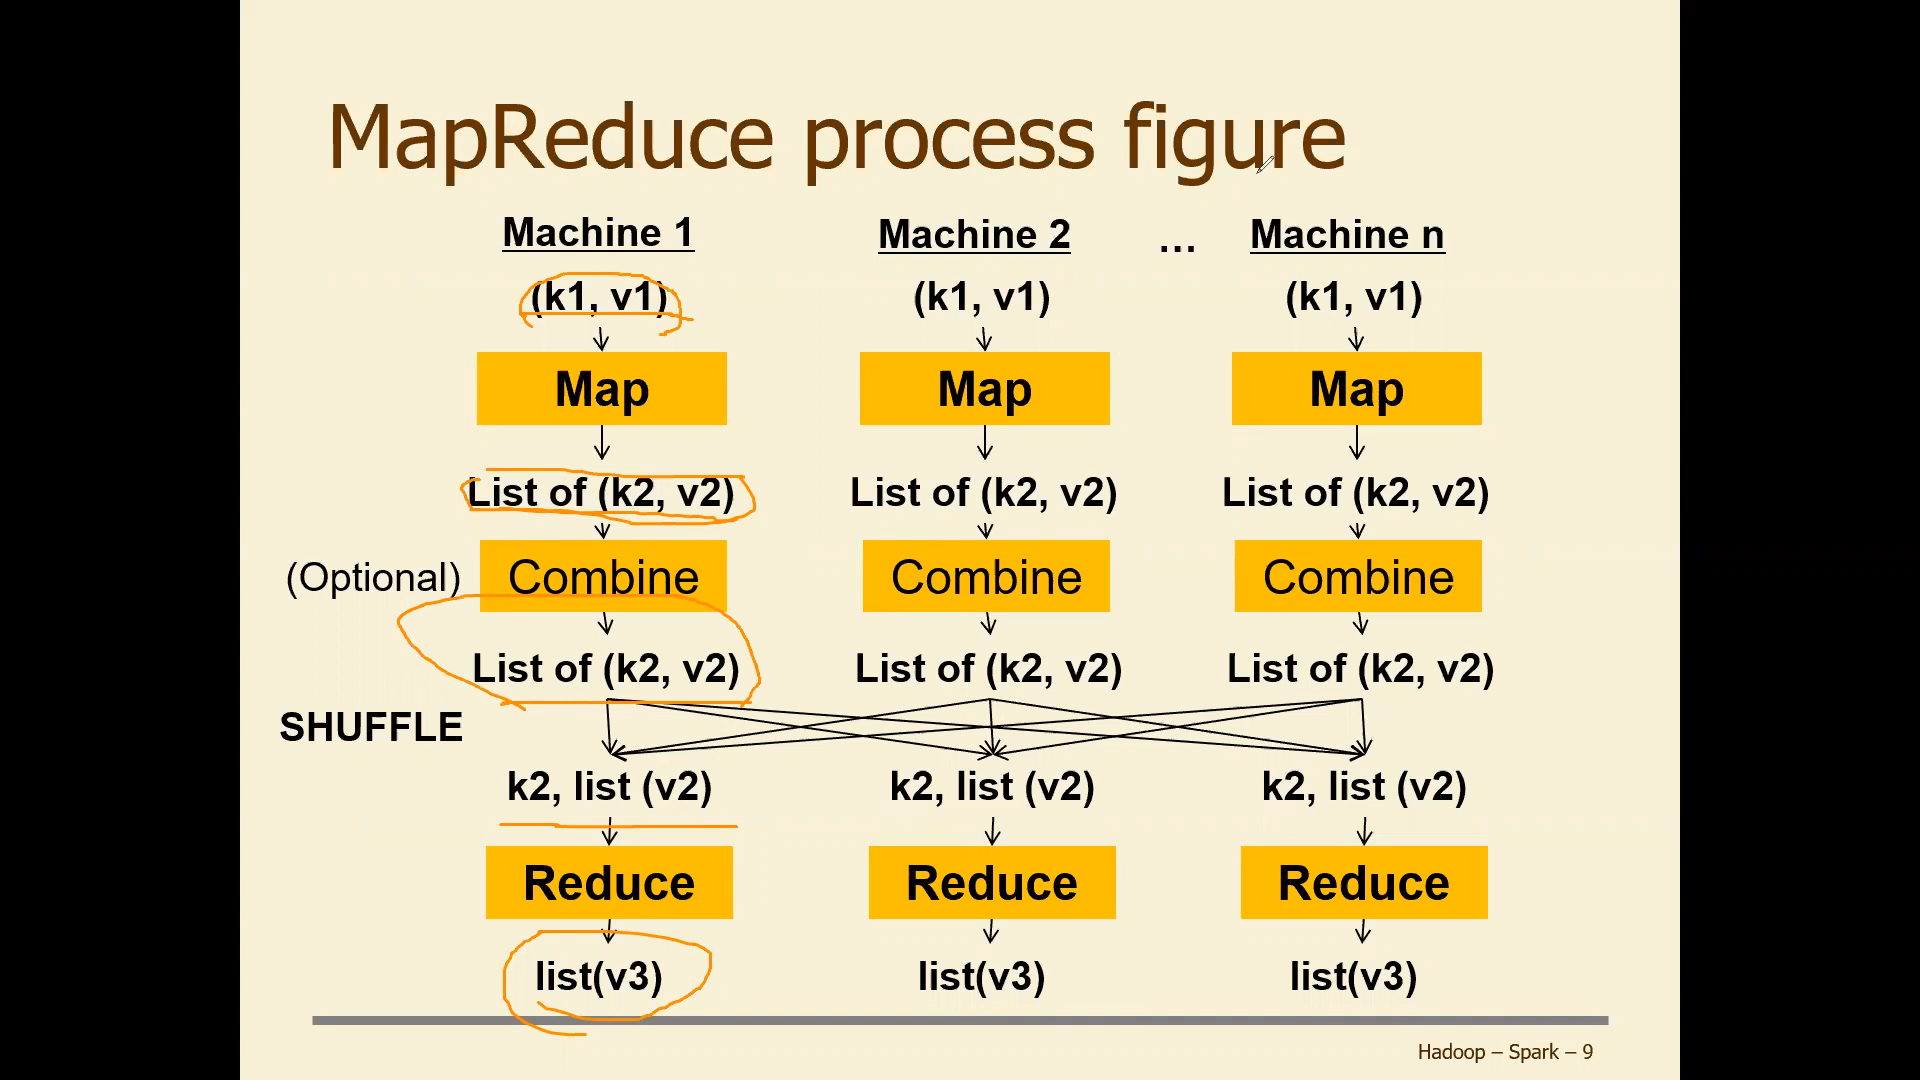 MapReduce process figure
Machine 1 Machine 2 ... Machine n
(k1, v1) (k1, v1) (k1, v1)
Map Map Map
List of (k2, v2) List of (k2, v2) List of (k2, v2)
(Optional) Combine Combine Combine
List of (k2, v2) List of (k2, v2) List of (k2, v2)
SHUFFLE
k2, list (v2) k2, list (v2) k2, list (v2)
Reduce Reduce Reduce
list(v3) list(v3) list(v3)
Hadoop – Spark – 9